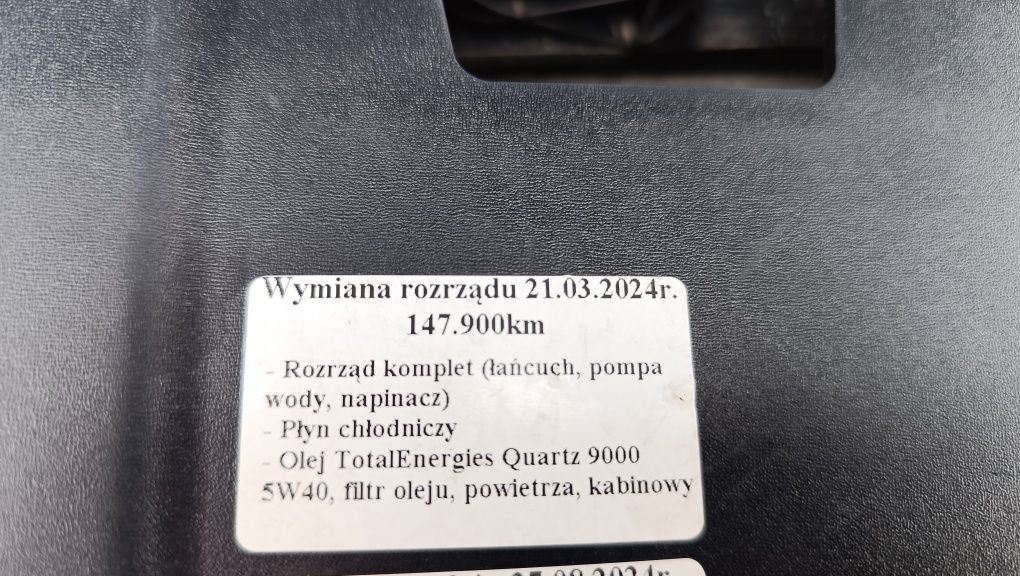 Wymiana rozrządu 21.03.2024r.
147.900km
- Rozrząd komplet (łańcuch, pompa
wody, napinacz)
- Płyn chłodniczy
- Olej TotalEnergies Quartz 9000
5W40, filtr oleju, powietrza, kabinowy